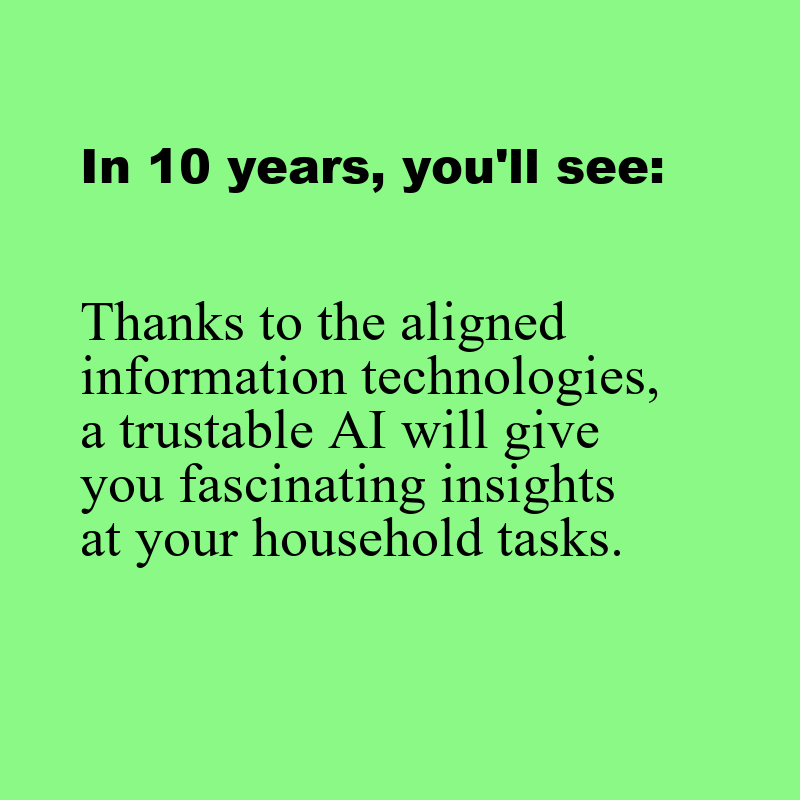 In 10 years, you'll see:
Thanks to the aligned
information technologies,
a trustable AI will give
you fascinating insights
at your household tasks.